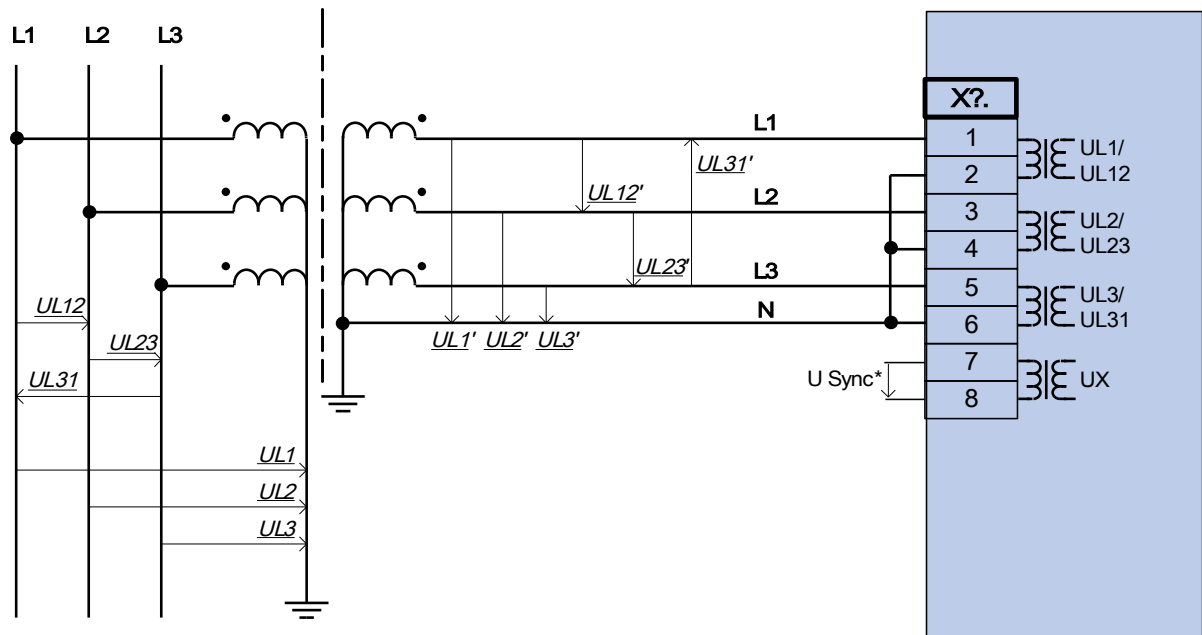 L1 L2 L3
X?.
L1
1
UL1/
UL12
UL31'
2
UL12'
L2
3
UL2/
UL23
4
UL23'
L3
5
UL3/
UL31
UL12
N
6
UL1' UL2' UL3'
UL23
7
U Sync*
UX
UL31
8
UL1
UL2
UL3